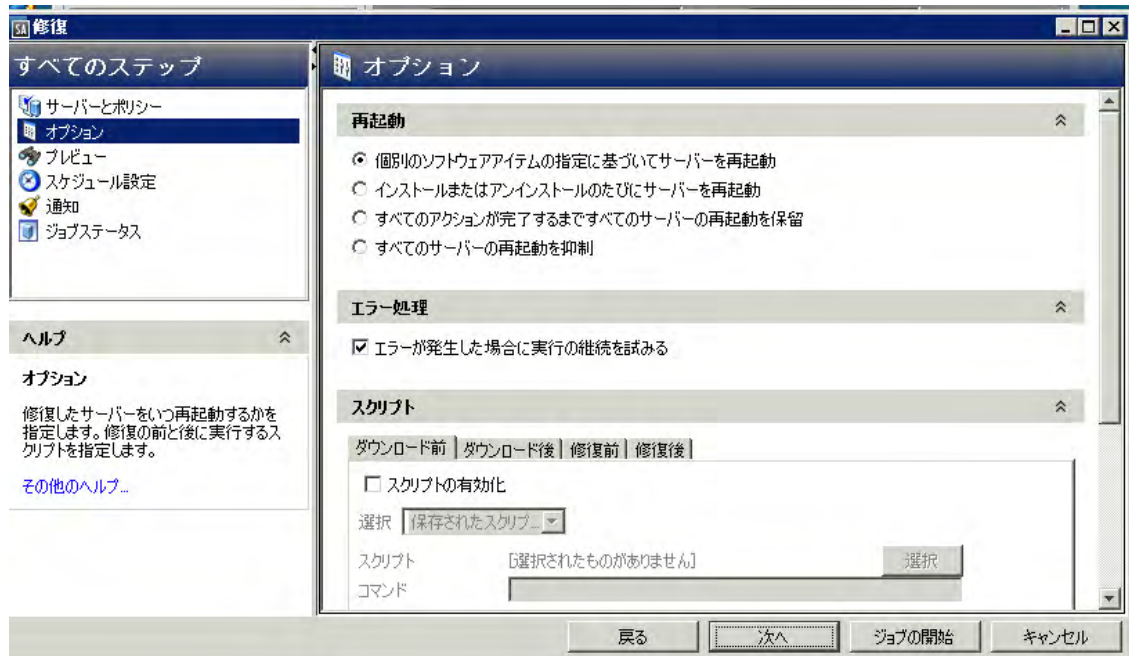 SA 修復
すべてのステップ
サーバーとポリシー
オプション
プレビュー
スケジュール設定
通知
ジョブステータス
ヘルプ
オプション
修復したサーバーをいつ再起動するかを
指定します。修復の前と後に実行するス
クリプトを指定します。
その他のヘルプ...
オプション
再起動
個別のソフトウェアアイテムの指定に基づいてサーバーを再起動
インストールまたはアンインストールのたびにサーバーを再起動
すべてのアクションが完了するまですべてのサーバーの再起動を保留
すべてのサーバーの再起動を抑制
エラー処理
エラーが発生した場合に実行の継続を試みる
スクリプト
ダウンロード前 ダウンロード後 修復前 修復後
スクリプトの有効化
選択 保存されたスクリプ...
スクリプト [選択されたものがありません] 選択
コマンド
戻る 次へ ジョブの開始 キャンセル